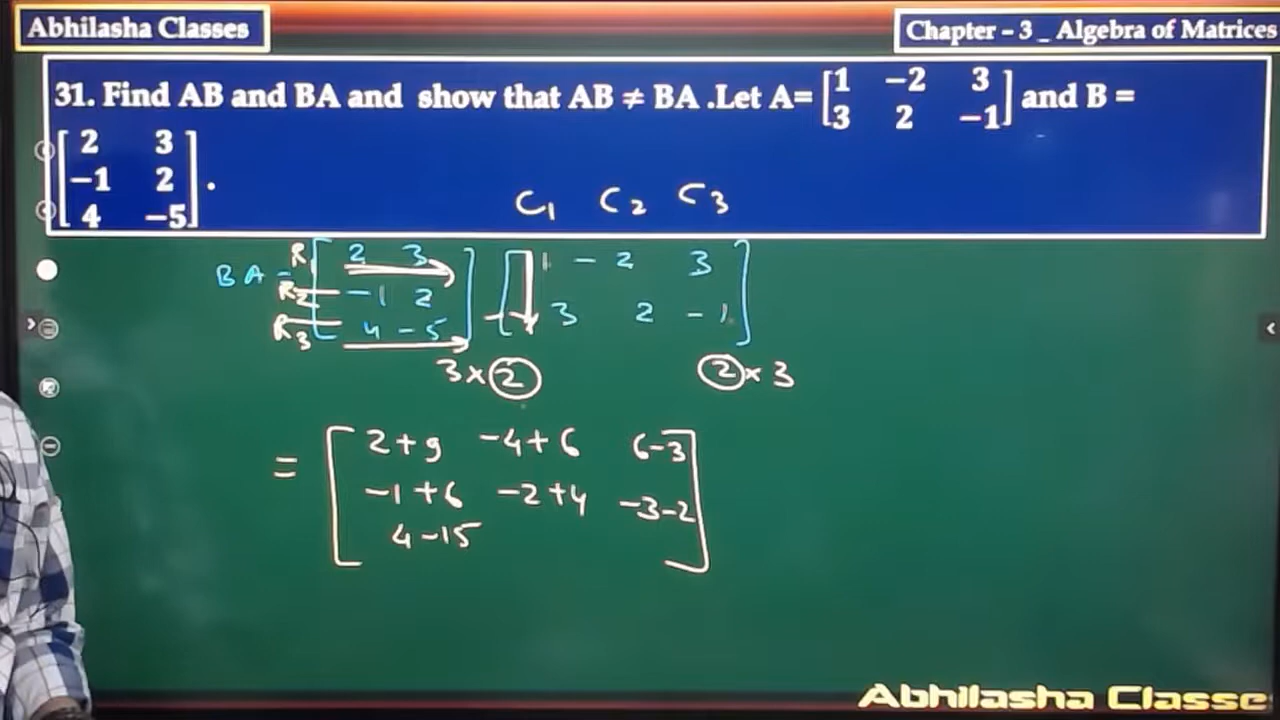 Abhilasha Classes
Chapter – 3 _ Algebra of Matrices
31. Find AB and BA and show that AB ≠ BA .Let A= [1 −2 3
3 2 −1] and B =
[2 3
−1 2
4 −5] .
C1 C2 C3
BA = R1 [2 3] [1 -2 3]
R2 [-1 2] [3 2 -1]
R3 [4 -5]
3×2 2×3
= [2+9 -4+6 6-3
-1+6 -2+4 -3-2
4-15]
Abhilasha Classe